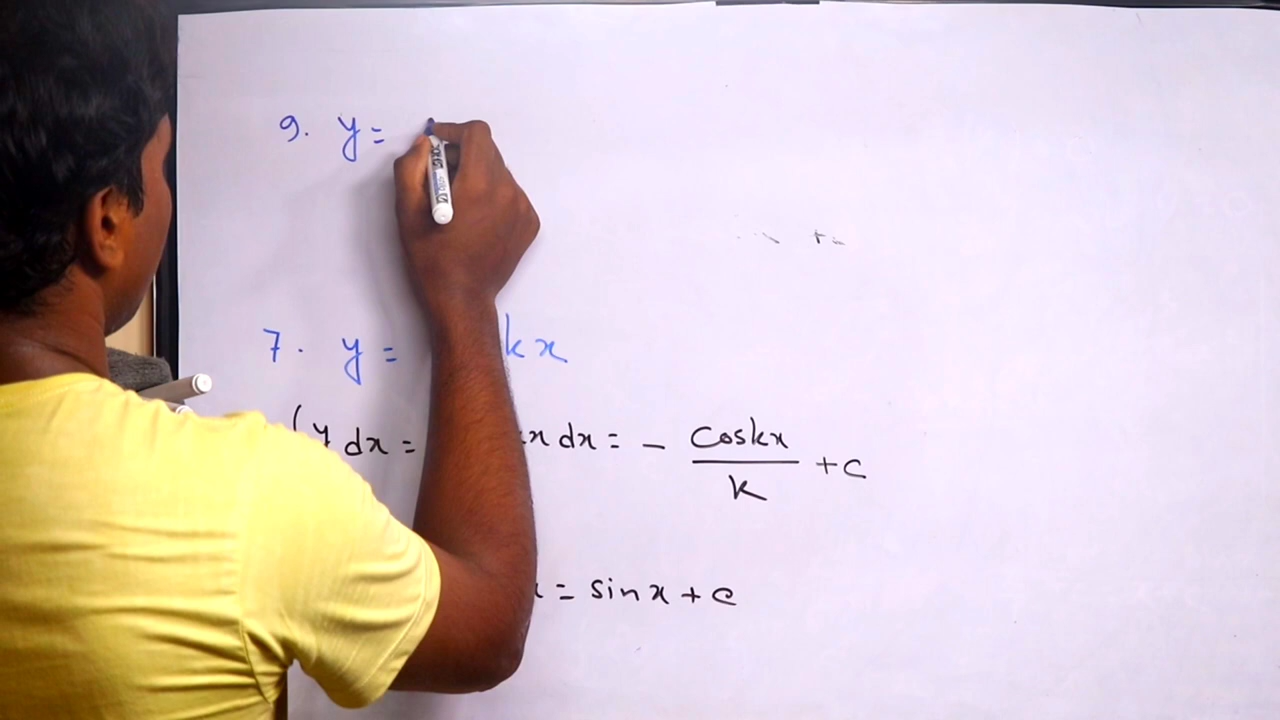 9. y =
7. y = kx
∫ y dx = x dx = - coskx/k + c
= sinx + c